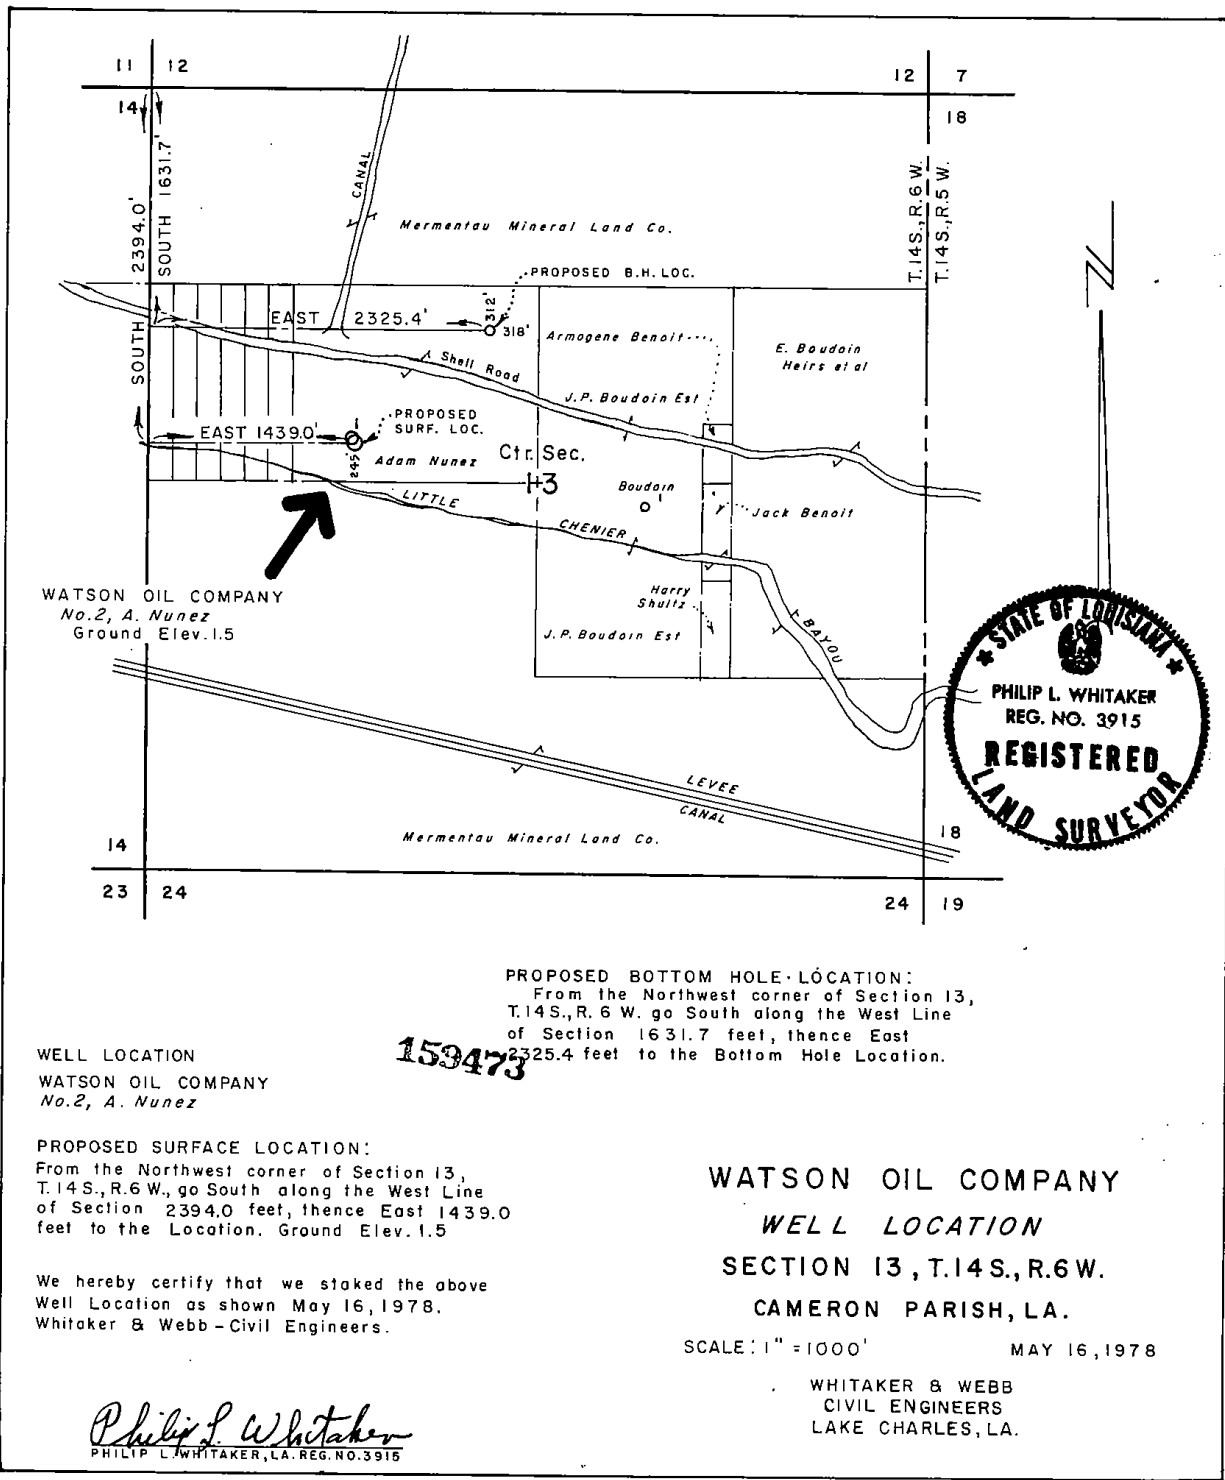 11 12
12 7
14
18
SOUTH 2394.0'
SOUTH 1631.7'
CANAL
T.14S., R.6W.
T.14S., R.5W.
Mermentau Mineral Land Co.
PROPOSED B.H. LOC.
EAST 2325.4'
312'
318'
Armogene Benoit
E. Boudoin
Heirs et al
Shell Road
J.P. Boudoin Est
PROPOSED
SURF. LOC.
EAST 1439.0'
1
245'
Adam Nunez
Ctr. Sec.
13
Boudoin
1
Jack Benoit
LITTLE
CHENIER
BAYOU
WATSON OIL COMPANY
No.2, A. Nunez
Ground Elev. 1.5
Harry
Shultz
J.P. Boudoin Est
STATE OF LOUISIANA
PHILIP L. WHITAKER
REG. NO. 3915
REGISTERED
LAND SURVEYOR
LEVEE
CANAL
Mermentau Mineral Land Co.
14
18
23 24
24 19
PROPOSED BOTTOM HOLE LOCATION:
From the Northwest corner of Section 13,
T.14S., R. 6 W. go South along the West Line
of Section 1631.7 feet, thence East
2325.4 feet to the Bottom Hole Location.
159473
WELL LOCATION
WATSON OIL COMPANY
No.2, A. Nunez
PROPOSED SURFACE LOCATION:
From the Northwest corner of Section 13,
T.14S., R.6W., go South along the West Line
of Section 2394.0 feet, thence East 1439.0
feet to the Location. Ground Elev. 1.5
We hereby certify that we staked the above
Well Location as shown May 16, 1978.
Whitaker & Webb - Civil Engineers.
Philip L. Whitaker
PHILIP L. WHITAKER, LA. REG. NO. 3915
WATSON OIL COMPANY
WELL LOCATION
SECTION 13, T.14S., R.6W.
CAMERON PARISH, LA.
SCALE: 1" = 1000' MAY 16, 1978
WHITAKER & WEBB
CIVIL ENGINEERS
LAKE CHARLES, LA.